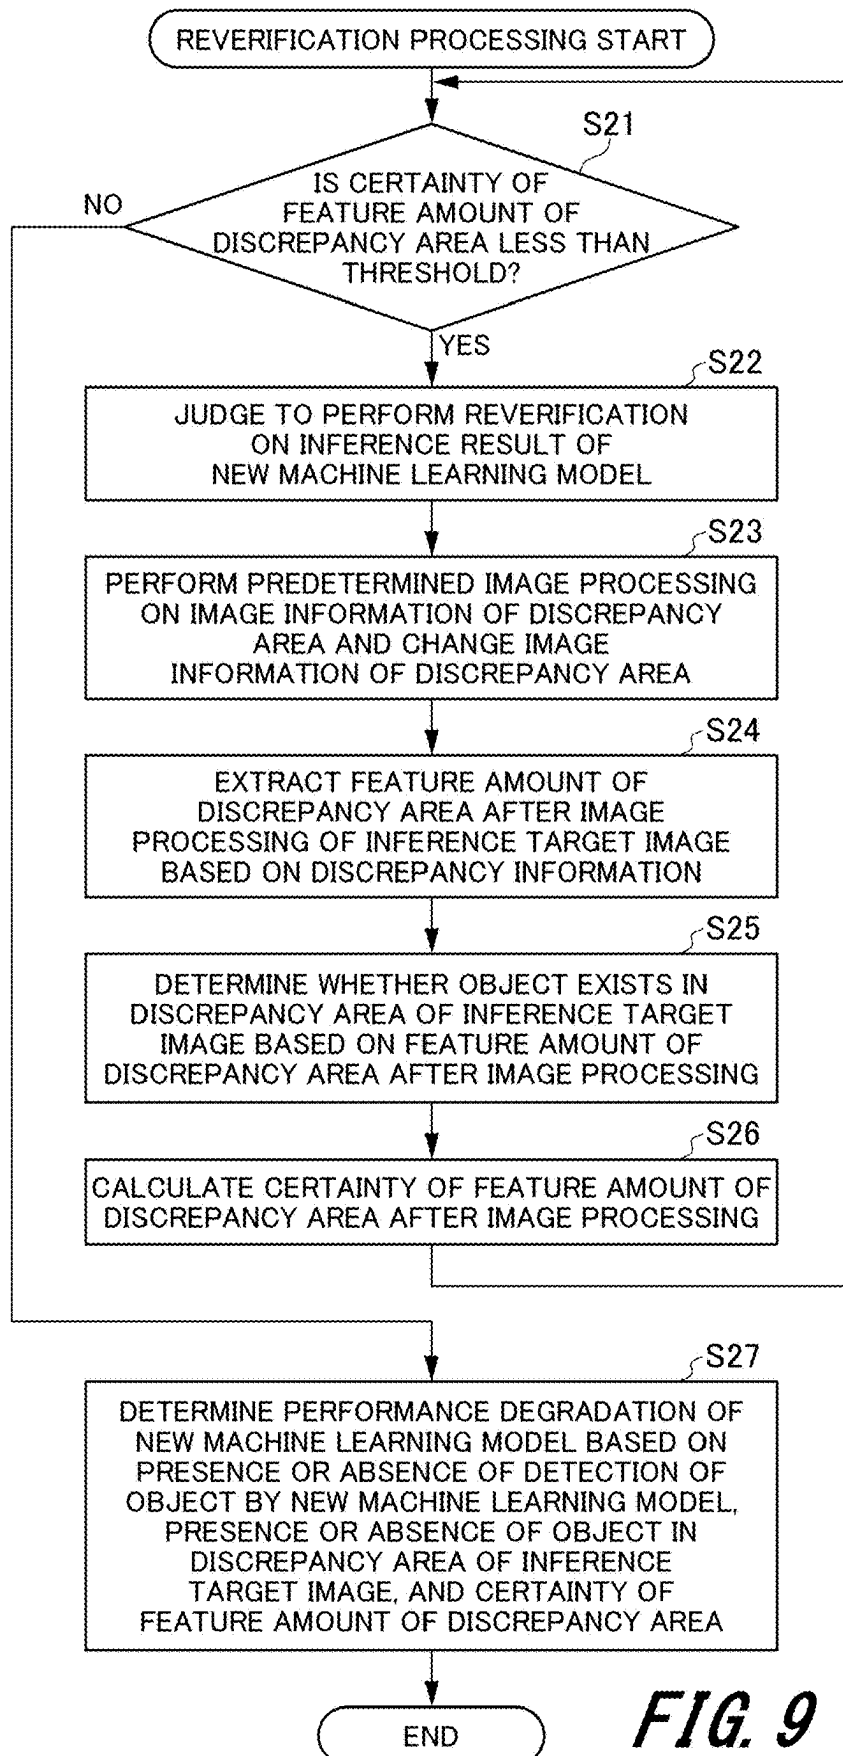 REVERIFICATION PROCESSING START
S21
IS CERTAINTY OF
FEATURE AMOUNT OF
DISCREPANCY AREA LESS THAN
THRESHOLD?
NO
YES
S22
JUDGE TO PERFORM REVERIFICATION
ON INFERENCE RESULT OF
NEW MACHINE LEARNING MODEL
S23
PERFORM PREDETERMINED IMAGE PROCESSING
ON IMAGE INFORMATION OF DISCREPANCY
AREA AND CHANGE IMAGE
INFORMATION OF DISCREPANCY AREA
S24
EXTRACT FEATURE AMOUNT OF
DISCREPANCY AREA AFTER IMAGE
PROCESSING OF INFERENCE TARGET IMAGE
BASED ON DISCREPANCY INFORMATION
S25
DETERMINE WHETHER OBJECT EXISTS IN
DISCREPANCY AREA OF INFERENCE TARGET
IMAGE BASED ON FEATURE AMOUNT OF
DISCREPANCY AREA AFTER IMAGE PROCESSING
S26
CALCULATE CERTAINTY OF FEATURE AMOUNT OF
DISCREPANCY AREA AFTER IMAGE PROCESSING
S27
DETERMINE PERFORMANCE DEGRADATION OF
NEW MACHINE LEARNING MODEL BASED ON
PRESENCE OR ABSENCE OF DETECTION OF
OBJECT BY NEW MACHINE LEARNING MODEL,
PRESENCE OR ABSENCE OF OBJECT IN
DISCREPANCY AREA OF INFERENCE
TARGET IMAGE, AND CERTAINTY OF
FEATURE AMOUNT OF DISCREPANCY AREA
END
FIG. 9